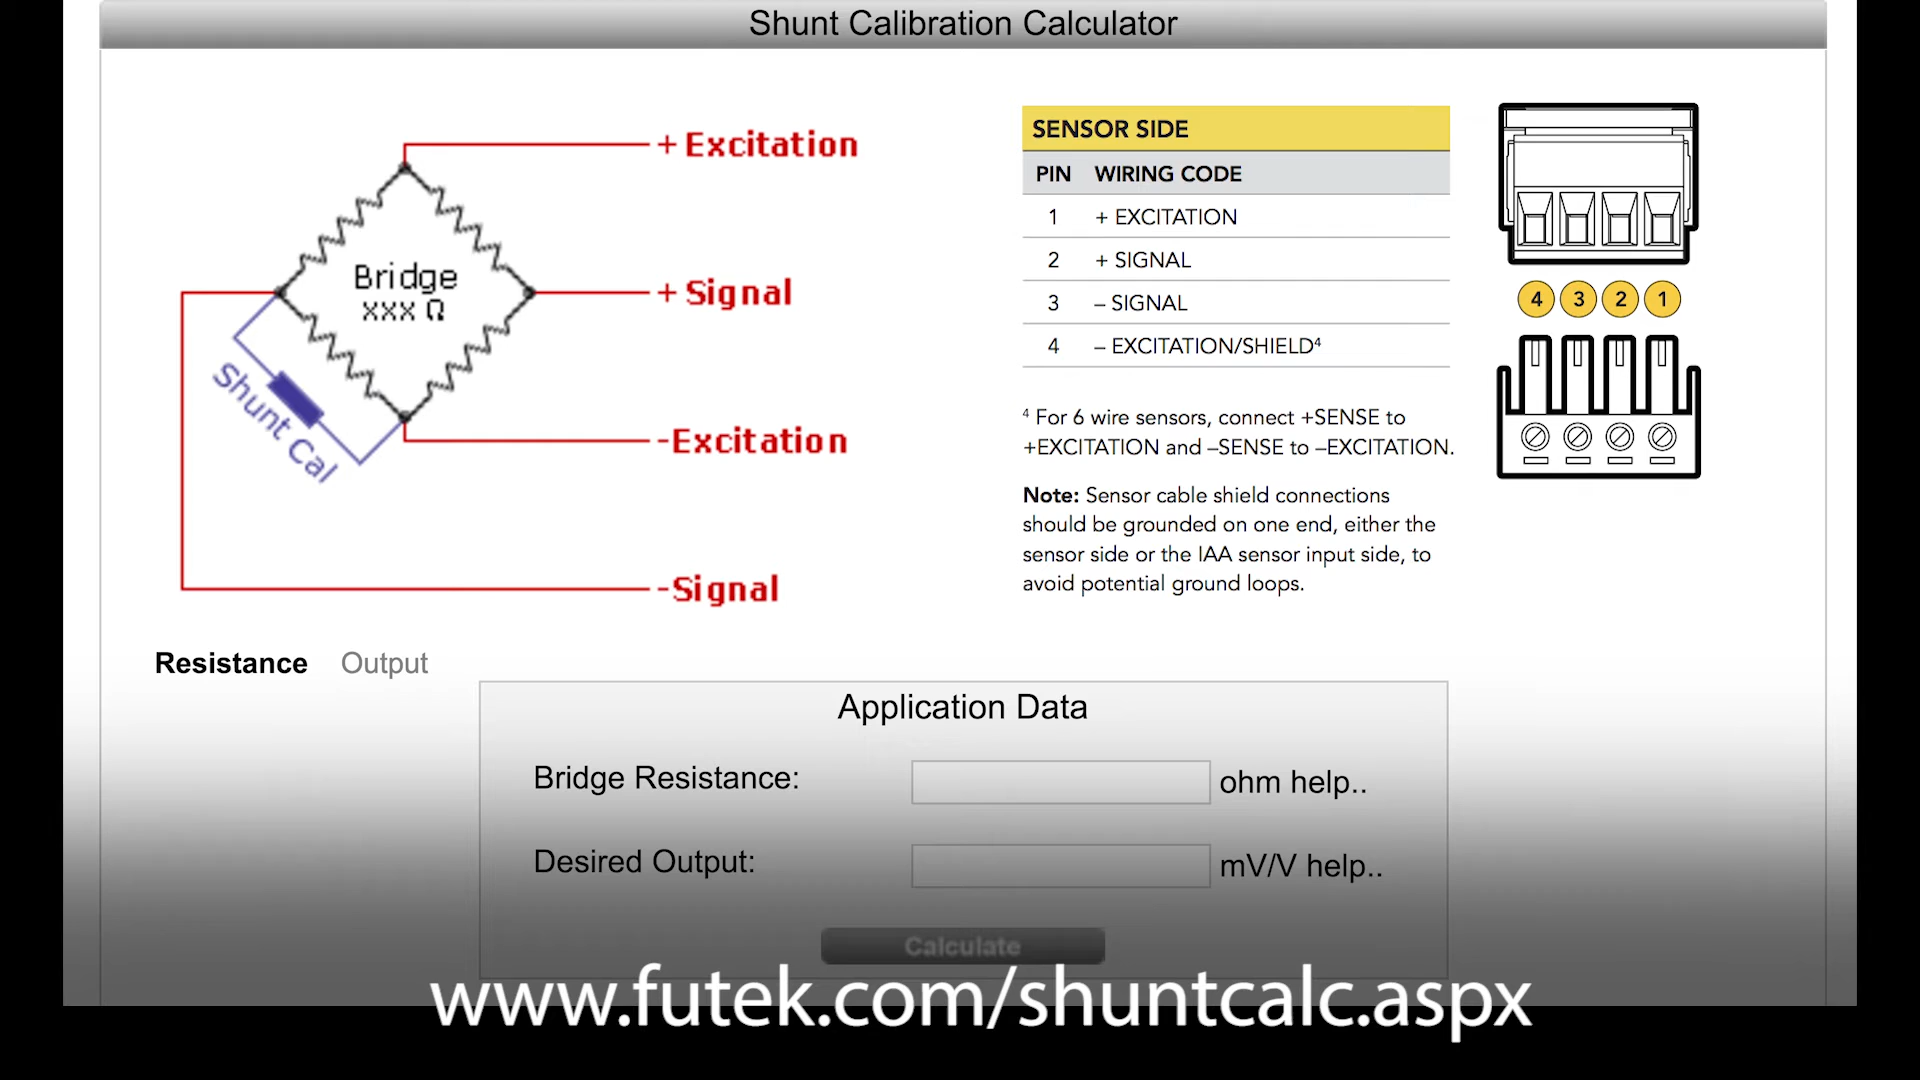 Shunt Calibration Calculator
+ Excitation
Bridge
xxx Ω
+ Signal
Shunt Cal
-Excitation
-Signal
SENSOR SIDE
PIN WIRING CODE
1 + EXCITATION
2 + SIGNAL
3 – SIGNAL
4 – EXCITATION/SHIELD⁴
⁴ For 6 wire sensors, connect +SENSE to
+EXCITATION and –SENSE to –EXCITATION.
Note: Sensor cable shield connections
should be grounded on one end, either the
sensor side or the IAA sensor input side, to
avoid potential ground loops.
4 3 2 1
Resistance Output
Application Data
Bridge Resistance: ohm help..
Desired Output: mV/V help..
Calculate
www.futek.com/shuntcalc.aspx